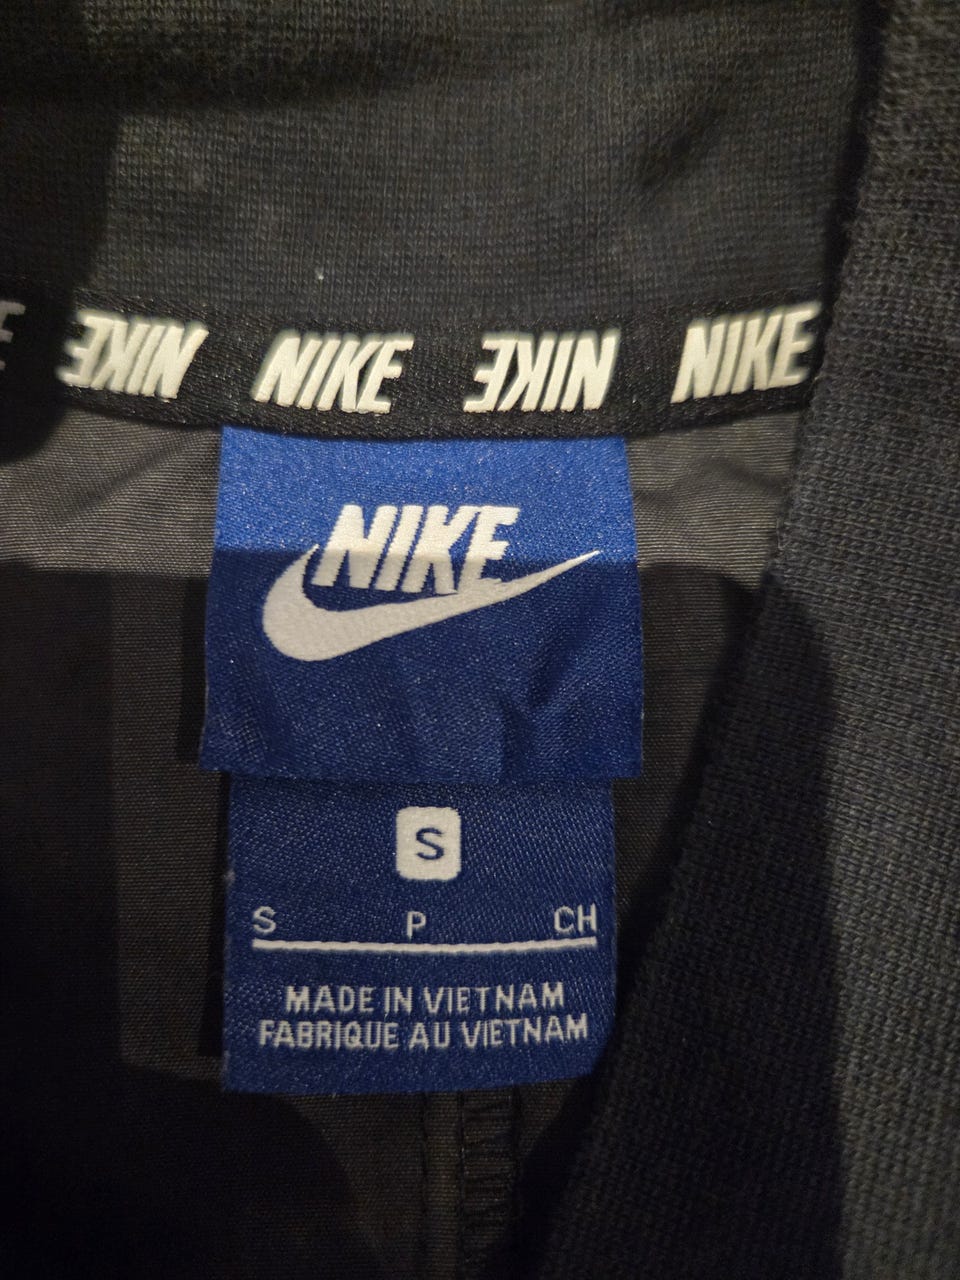 NIKE NIKE NIKE NIKE
NIKE
S
S P CH
MADE IN VIETNAM
FABRIQUE AU VIETNAM